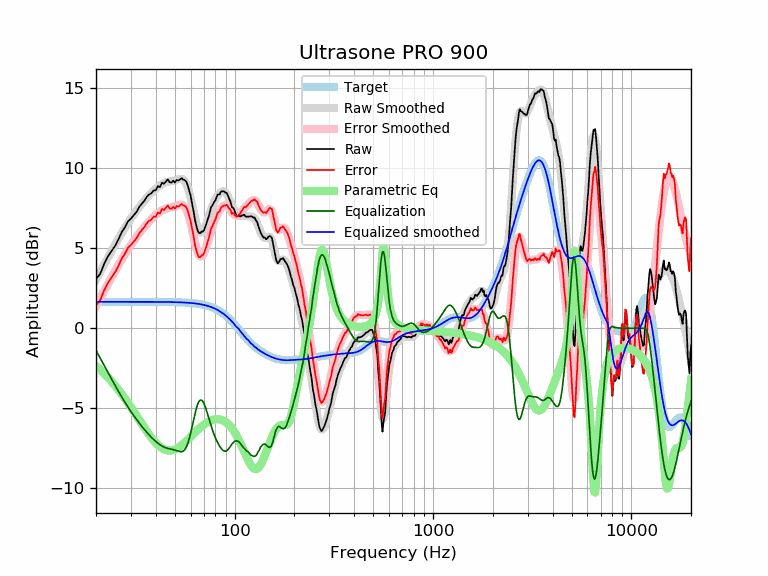 Ultrasone PRO 900
Target
Raw Smoothed
Error Smoothed
Raw
Error
Parametric Eq
Equalization
Equalized smoothed
15
10
5
0
−5
−10
Amplitude (dBr)
100 1000 10000
Frequency (Hz)